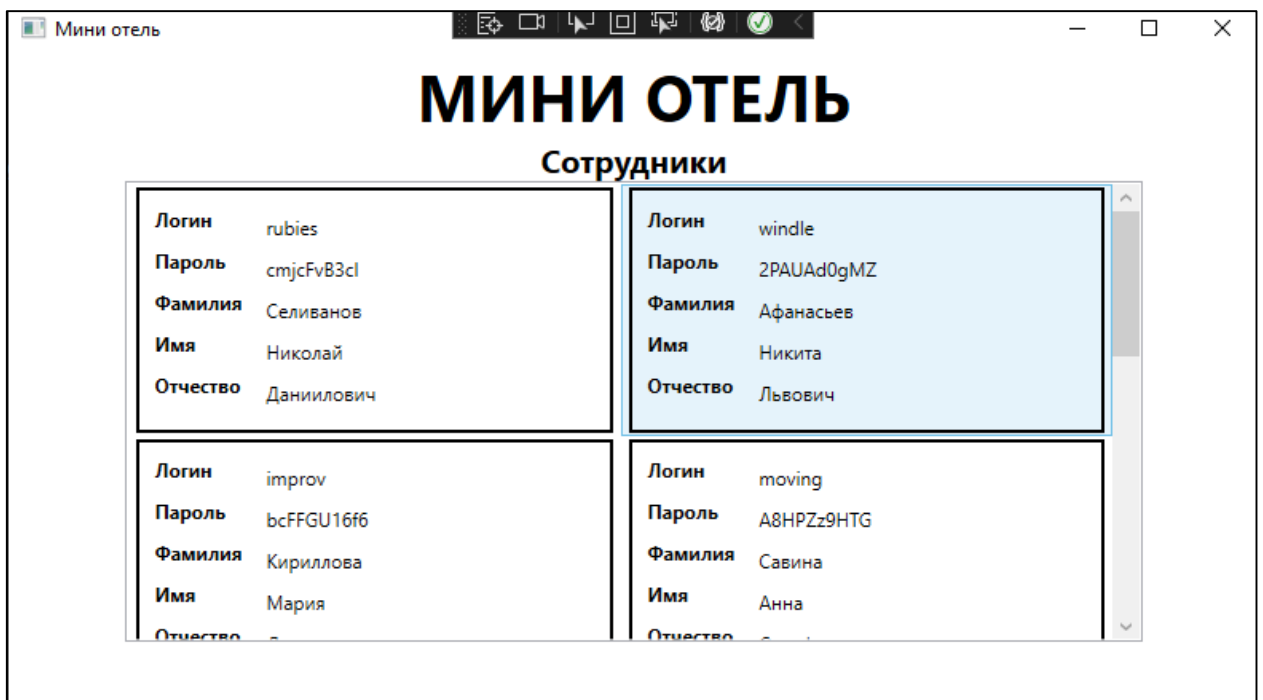 Мини отель
МИНИ ОТЕЛЬ
Сотрудники
Логин rubies
Пароль cmjcFvB3cl
Фамилия Селиванов
Имя Николай
Отчество Даниилович
Логин windle
Пароль 2PAUAd0gMZ
Фамилия Афанасьев
Имя Никита
Отчество Львович
Логин improv
Пароль bcFFGU16f6
Фамилия Кириллова
Имя Мария
Отчество
Логин moving
Пароль A8HPZz9HTG
Фамилия Савина
Имя Анна
Отчество